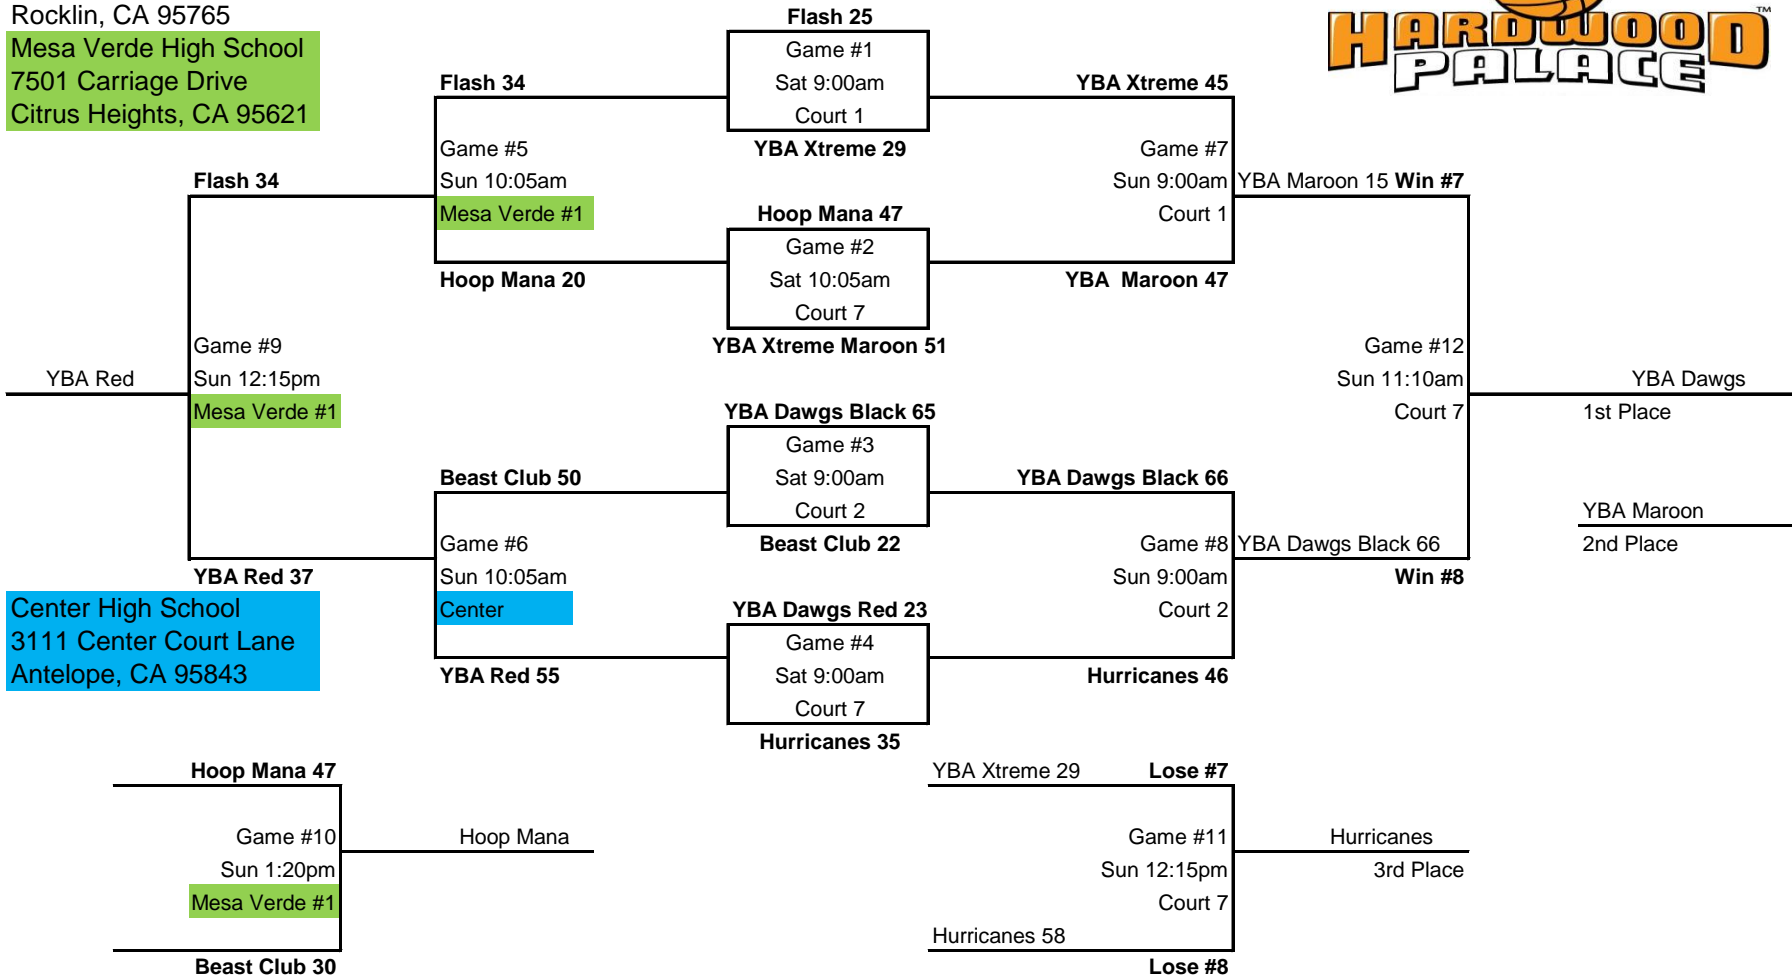 Rocklin, CA 95765
Mesa Verde High School
7501 Carriage Drive
Citrus Heights, CA 95621
HARDWOOD
PALACE
TM
Flash 25
Game #1
Sat 9:00am
Court 1
YBA Xtreme 29
Flash 34
Game #5
Sun 10:05am
Mesa Verde #1
Hoop Mana 20
YBA Xtreme 45
Game #7
Sun 9:00am
Court 1
YBA  Maroon 47
YBA Maroon 15 Win #7
Flash 34
Hoop Mana 47
Game #2
Sat 10:05am
Court 7
YBA Xtreme Maroon 51
Game #9
Sun 12:15pm
Mesa Verde #1
YBA Red
YBA Red 37
Game #12
Sun 11:10am
Court 7
YBA Dawgs
1st Place
YBA Maroon
2nd Place
YBA Dawgs Black 65
Game #3
Sat 9:00am
Court 2
Beast Club 22
Beast Club 50
Game #6
Sun 10:05am
Center
YBA Red 55
YBA Dawgs Black 66
Game #8
Sun 9:00am
Court 2
Hurricanes 46
YBA Dawgs Black 66
Win #8
Center High School
3111 Center Court Lane
Antelope, CA 95843
YBA Dawgs Red 23
Game #4
Sat 9:00am
Court 7
Hurricanes 35
Hoop Mana 47
Game #10
Sun 1:20pm
Mesa Verde #1
Beast Club 30
Hoop Mana
YBA Xtreme 29 Lose #7
Game #11
Sun 12:15pm
Court 7
Hurricanes 58
Lose #8
Hurricanes
3rd Place